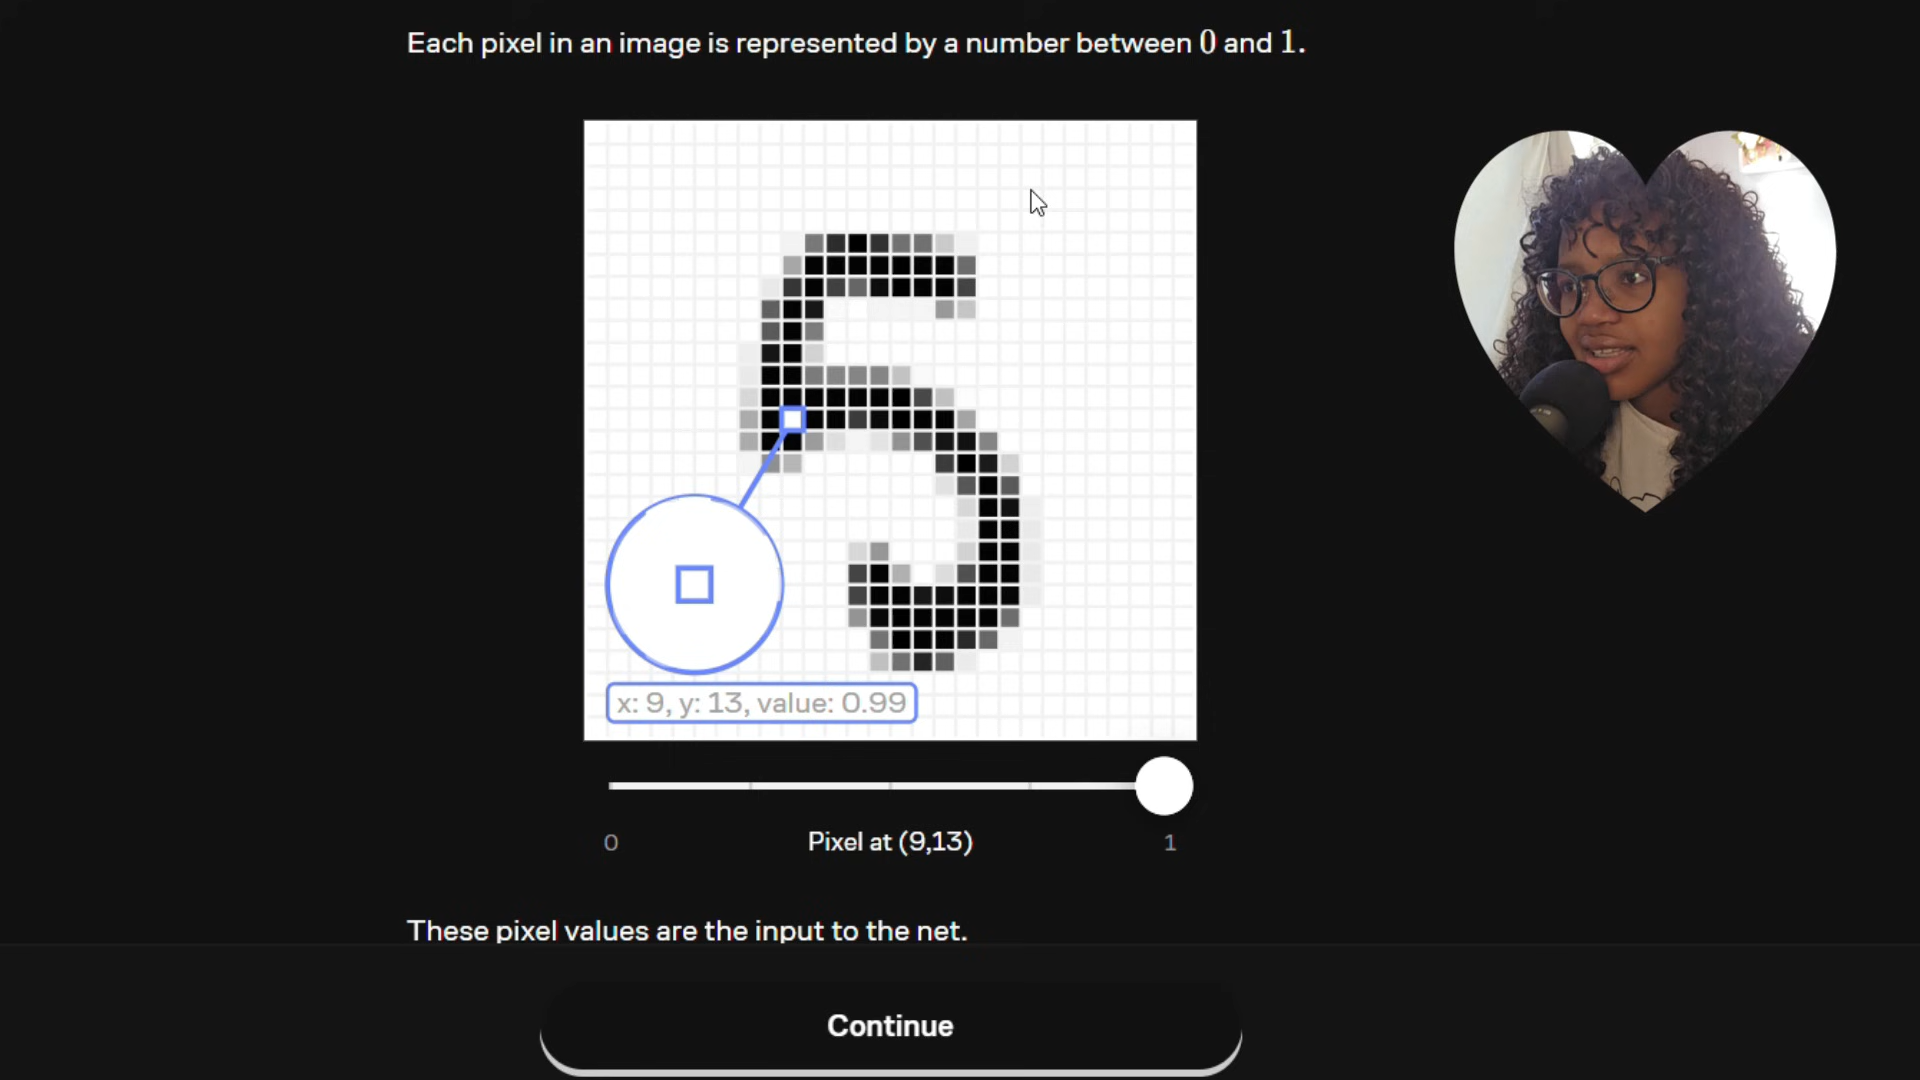 Each pixel in an image is represented by a number between 0 and 1.
x: 9, y: 13, value: 0.99
0
Pixel at (9,13)
1
These pixel values are the input to the net.
Continue